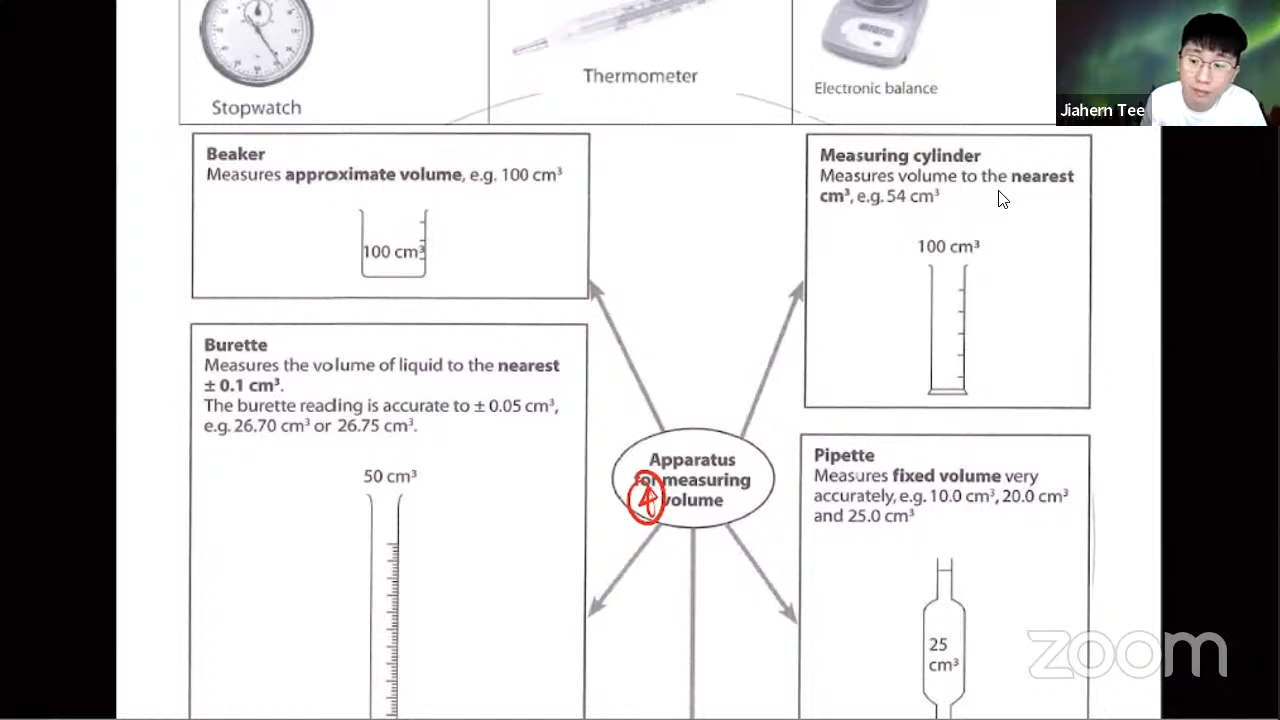 Stopwatch
Thermometer
Electronic balance
Jiahern Tee
Beaker
Measures approximate volume, e.g. 100 cm³
100 cm³
Measuring cylinder
Measures volume to the nearest
cm³, e.g. 54 cm³
100 cm³
Burette
Measures the volume of liquid to the nearest
± 0.1 cm³.
The burette reading is accurate to ± 0.05 cm³,
e.g. 26.70 cm³ or 26.75 cm³.
50 cm³
Apparatus
for measuring
volume
Pipette
Measures fixed volume very
accurately, e.g. 10.0 cm³, 20.0 cm³
and 25.0 cm³
25
cm³
zoom